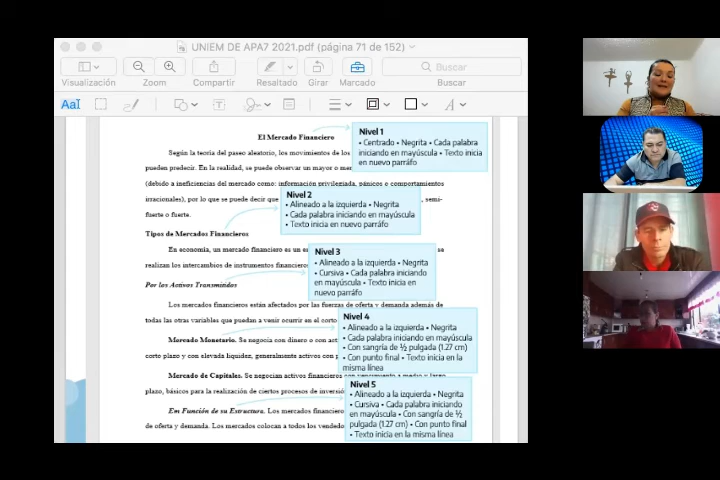 UNIEM DE APA7 2021.pdf (página 71 de 152)
Buscar
Visualización Zoom Compartir Resaltado Girar Marcado Buscar
AaI
El Mercado Financiero
Según la teoría del paseo aleatorio, los movimientos de los
pueden predecir. En la realidad, se puede observar un mayor o
(debido a ineficiencias del mercado como: información privilegiada, pánicos o comportamientos
irracionales), por lo que se puede decir que semi-
fuerte o fuerte.
Tipos de Mercados Financieros
En economía, un mercado financiero es un se
realizan los intercambios de instrumentos financieros
Por los Activos Transmitidos
Los mercados financieros están afectados por las fuerzas de oferta y demanda además de
todas las otras variables que puedan a venir ocurrir en el corto
Mercado Monetario. Se negocia con dinero o con
corto plazo y con elevada liquidez, generalmente activos con
Mercado de Capitales. Se negocian activos financieros con vencimiento a medio y largo
plazo, básicos para la realización de ciertos procesos de
Em Función de su Estructura. Los mercados
de oferta y demanda. Los mercados colocan a todos los
Nivel 1
• Centrado • Negrita • Cada palabra
iniciando en mayúscula • Texto inicia
en nuevo parráfo
Nivel 2
• Alineado a la izquierda • Negrita
• Cada palabra iniciando en mayúscula
• Texto inicia en nuevo parráfo
Nivel 3
• Alineado a la izquierda • Negrita
• Cursiva • Cada palabra iniciando
en mayúscula • Texto inicia en
nuevo parráfo
Nivel 4
• Alineado a la izquierda • Negrita
• Cada palabra iniciando en mayúscula
• Con sangría de ½ pulgada (1.27 cm)
• Con punto final • Texto inicia en la
misma línea
Nivel 5
• Alineado a la izquierda • Negrita
• Cursiva • Cada palabra iniciando
en mayúscula • Con sangría de ½
pulgada (1.27 cm) • Con punto final
• Texto inicia en la misma línea